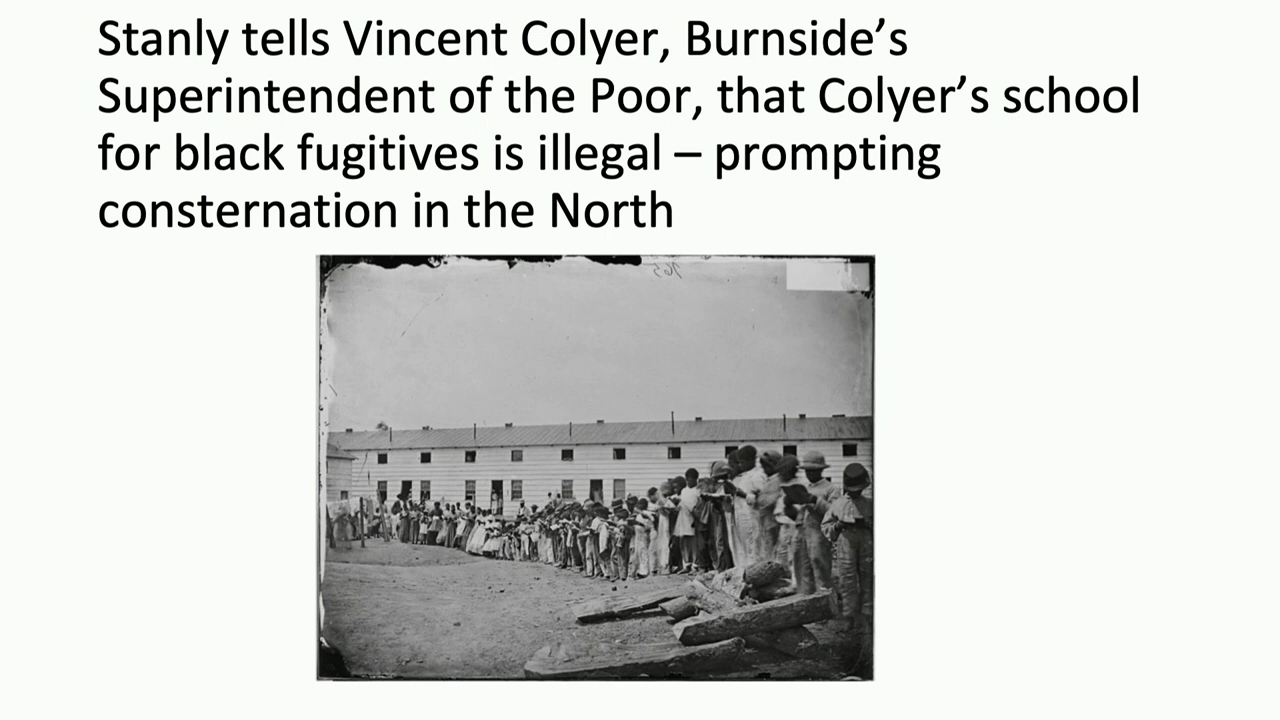 Stanly tells Vincent Colyer, Burnside’s
Superintendent of the Poor, that Colyer’s school
for black fugitives is illegal – prompting
consternation in the North